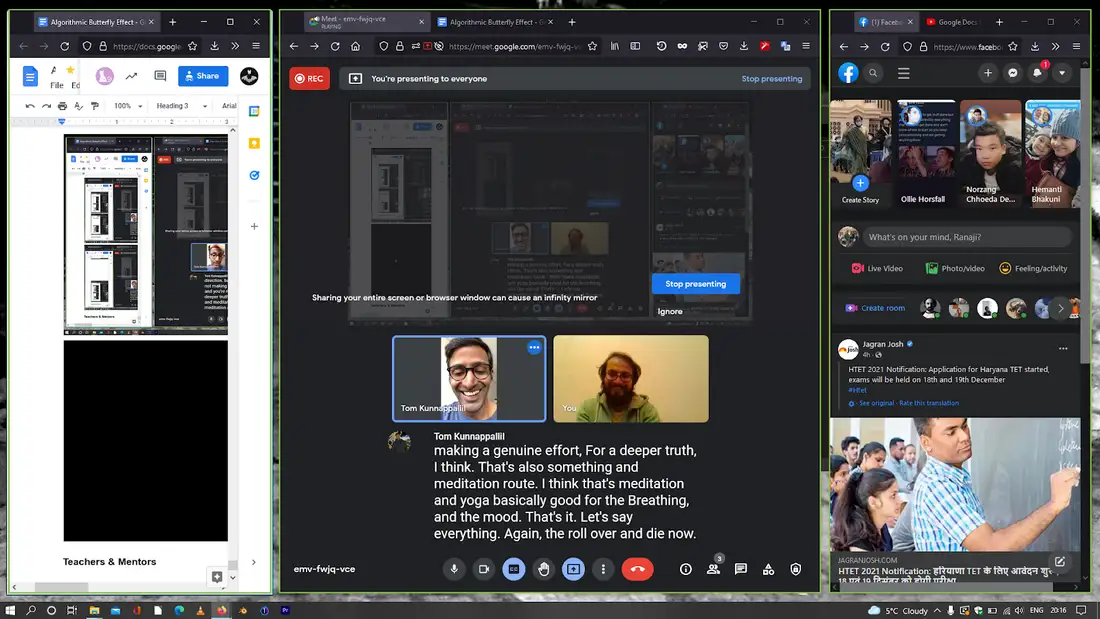 Algorithmic Butterfly Effect - G
https://docs.google
File
Ed
Share
100%
Heading 3
Arial
1
2
3
Teachers & Mentors
Meet - emv-fwjq-vce
PLAYING
Algorithmic Butterfly Effect - G
https://meet.google.com/emv-fwjq-v
REC
You're presenting to everyone
Stop presenting
Sharing your entire screen or browser window can cause an infinity mirror
Stop presenting
Ignore
Tom Kunnappallil
You
Tom Kunnappallil
making a genuine effort, For a deeper truth,
I think. That's also something and
meditation route. I think that's meditation
and yoga basically good for the Breathing,
and the mood. That's it. Let's say
everything. Again, the roll over and die now.
emv-fwjq-vce
3
(1) Faceb
Google Docs
https://www.facebo
1
Create Story
Ollie Horsfall
Norzang
Chhoeda De...
Hemanti
Bhakuni
What's on your mind, Ranaji?
Live Video
Photo/video
Feeling/activity
Create room
Jagran Josh
4h
HTET 2021 Notification: Application for Haryana TET started,
exams will be held on 18th and 19th December
#Htet
See original · Rate this translation
JAGRANJOSH.COM
HTET 2021 Notification: हरियाणा TET के लिए आवेदन शुरू,
5°C Cloudy
ENG
20:16